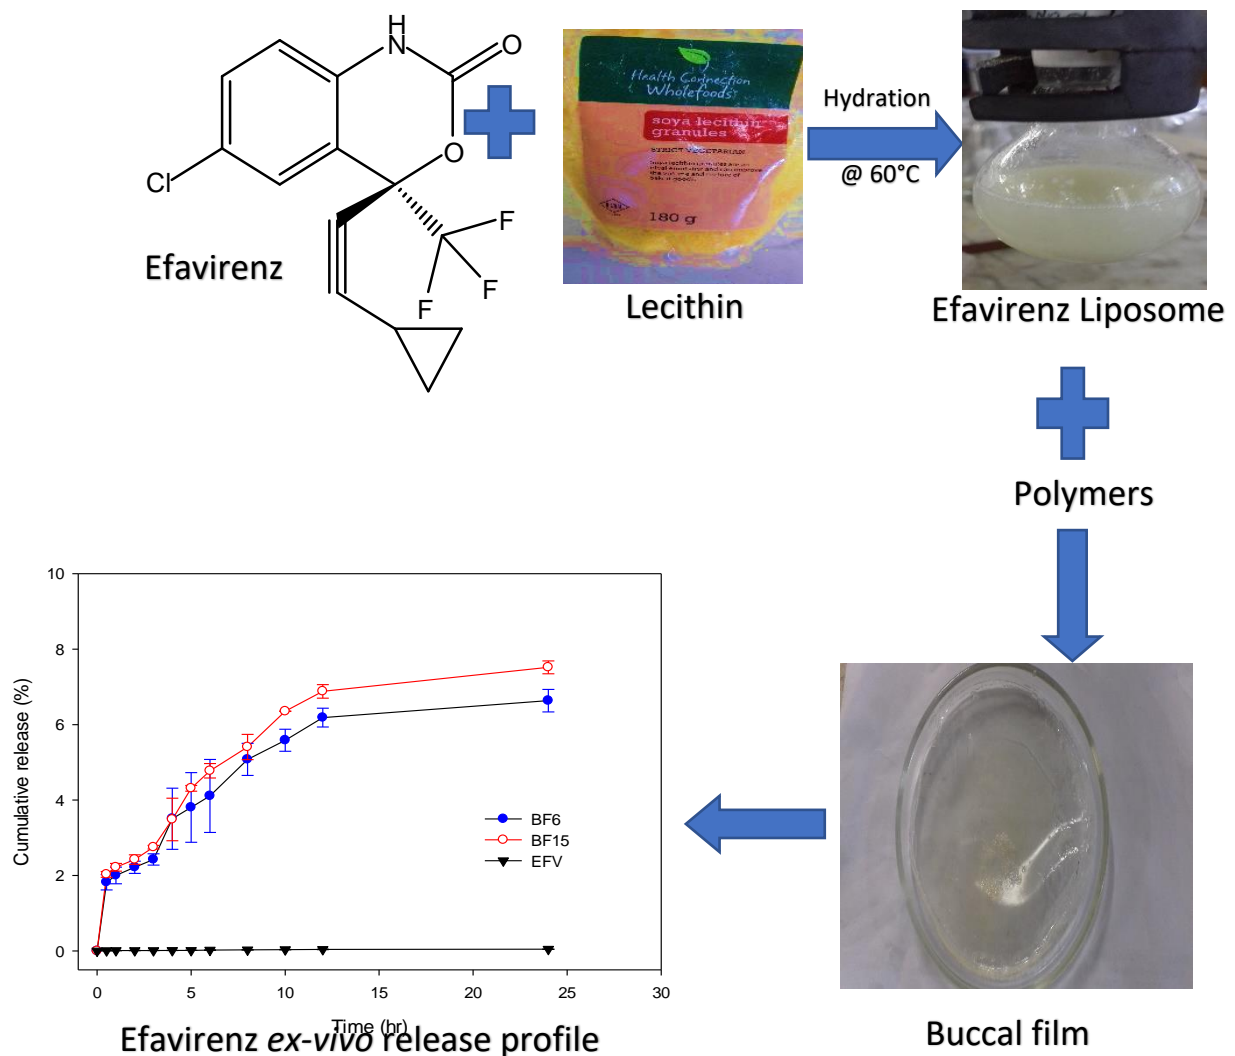 H
N
O
O
Cl
F
F
F
Efavirenz
Health Connection
Wholefoods
soya lecithin
granules
STRICT VEGETARIAN
180 g
Lecithin
Hydration
@ 60°C
Efavirenz Liposome
Polymers
Buccal film
10
8
6
4
2
0
Cumulative release (%)
BF6
BF15
EFV
0 5 10 15 20 25 30
Time (hr)
Efavirenz ex-vivo release profile